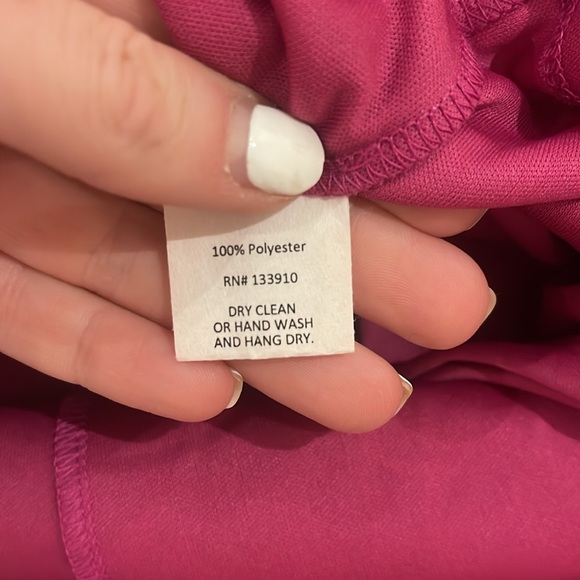 100% Polyester
RN# 133910
DRY CLEAN
OR HAND WASH
AND HANG DRY.